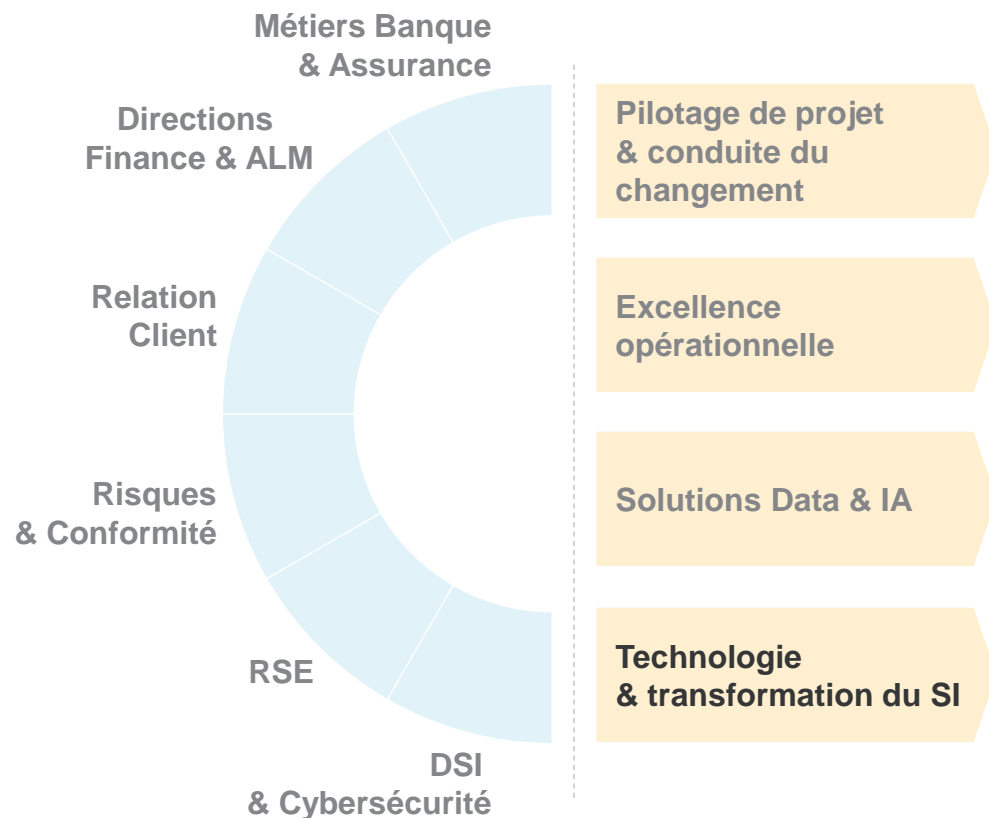 Métiers Banque
& Assurance
Directions
Finance & ALM
Relation
Client
Risques
& Conformité
RSE
DSI
& Cybersécurité
Pilotage de projet
& conduite du
changement
Excellence
opérationnelle
Solutions Data & IA
Technologie
& transformation du SI